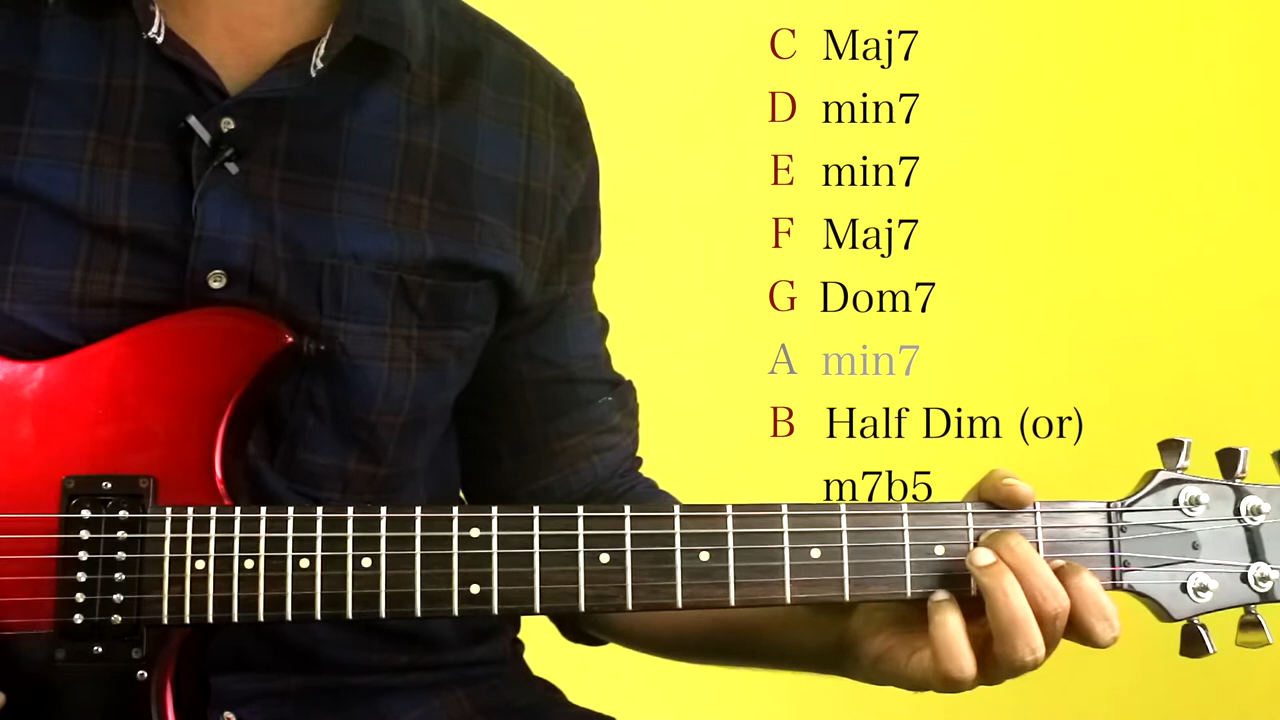 C Maj7
D min7
E min7
F Maj7
G Dom7
A min7
B Half Dim (or)
m7b5